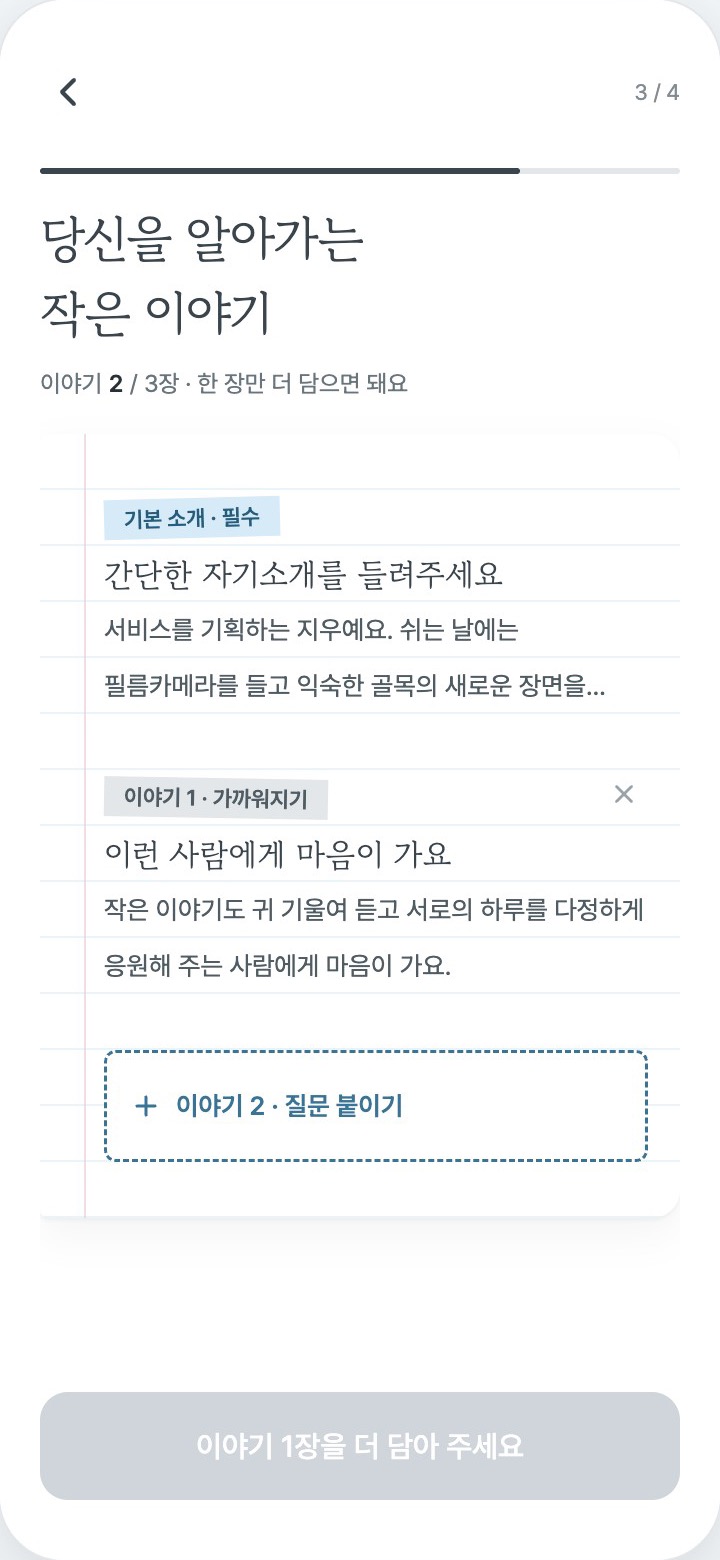 3 / 4
당신을 알아가는
작은 이야기
이야기 2 / 3장 · 한 장만 더 담으면 돼요
기본 소개 · 필수
간단한 자기소개를 들려주세요
서비스를 기획하는 지우예요. 쉬는 날에는
필름카메라를 들고 익숙한 골목의 새로운 장면을...
이야기 1 · 가까워지기
이런 사람에게 마음이 가요
작은 이야기도 귀 기울여 듣고 서로의 하루를 다정하게
응원해 주는 사람에게 마음이 가요.
+ 이야기 2 · 질문 붙이기
이야기 1장을 더 담아 주세요